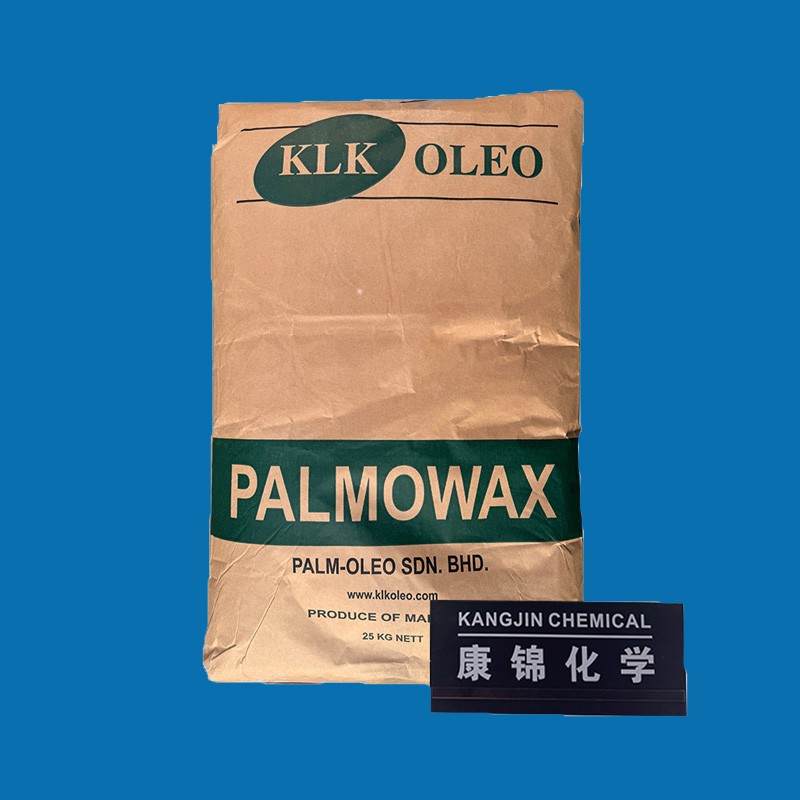 KLK OLEO
PALMOWAX
PALM-OLEO SDN. BHD.
www.klkoleo.com
PRODUCE OF
25 KG NETT
KANGJIN CHEMICAL
康锦化学